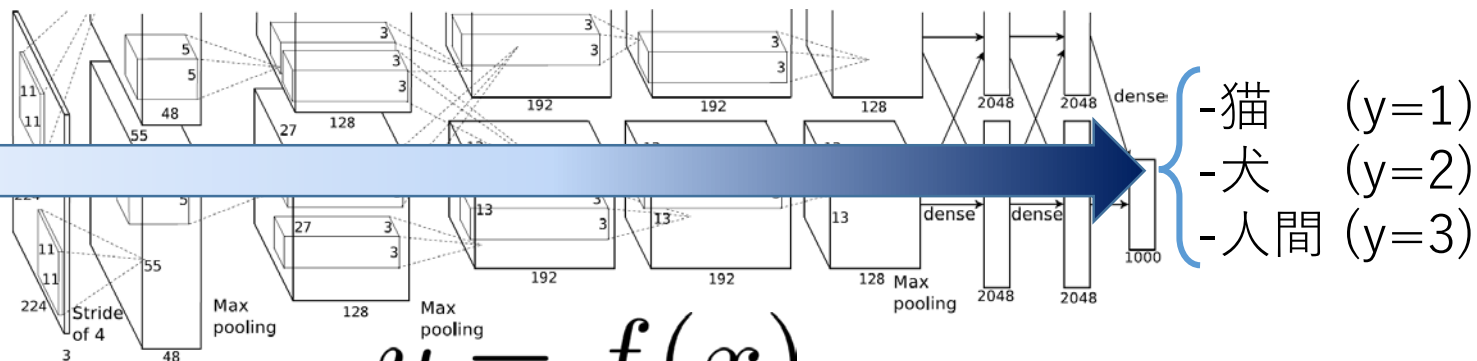 3
3
3
3
5
5
3
3
3
11
11
48
128
192
192
128
2048
2048
dense
55
27
-猫 (y=1)
-犬 (y=2)
-人間 (y=3)
5
27
3
3
13
3
13
13
dense
dense
1000
11
11
55
224
Stride
of 4
3
48
Max
pooling
128
Max
pooling
192
192
128
Max
pooling
2048
2048
y = f(x)